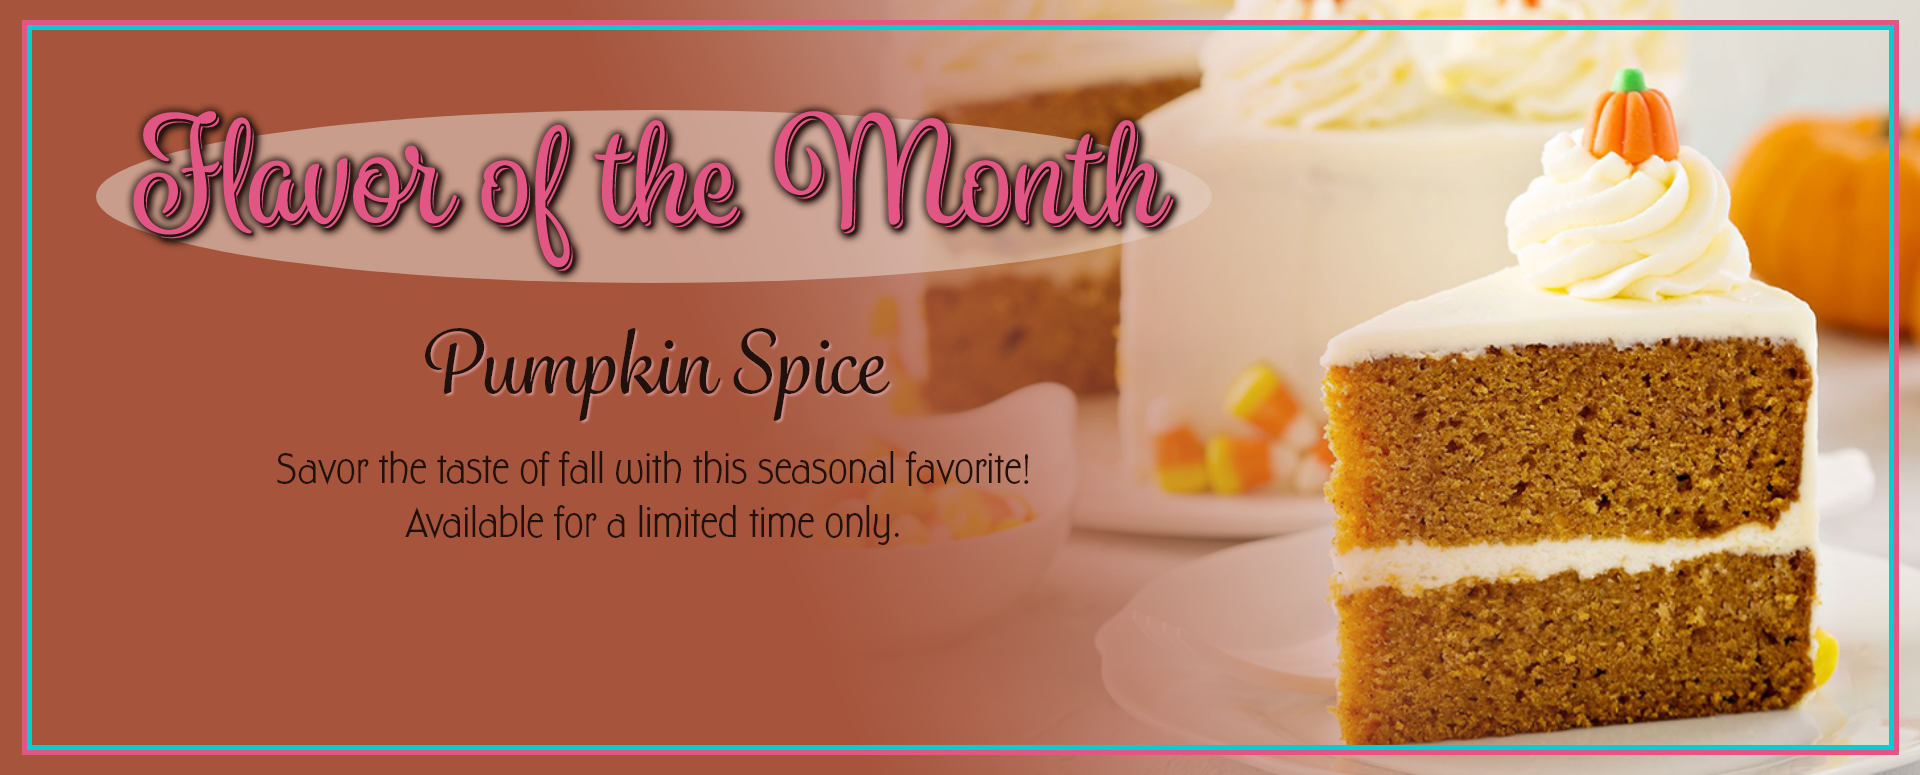 Flavor of the Month
Pumpkin Spice
Savor the taste of fall with this seasonal favorite!
Available for a limited time only.